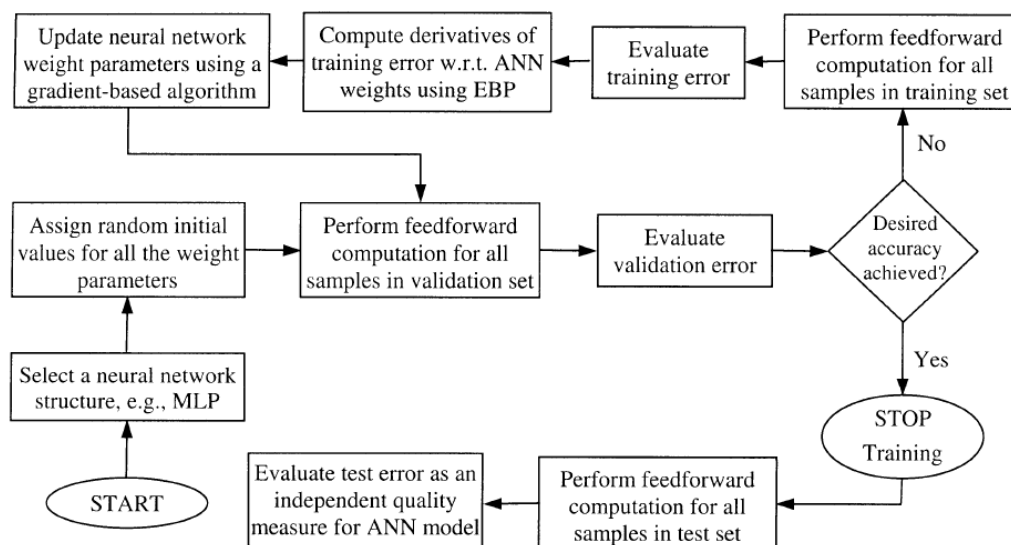 Update neural network
weight parameters using a
gradient-based algorithm
Compute derivatives of
training error w.r.t. ANN
weights using EBP
Evaluate
training error
Perform feedforward
computation for all
samples in training set
No
Assign random initial
values for all the weight
parameters
Perform feedforward
computation for all
samples in validation set
Evaluate
validation error
Desired
accuracy
achieved?
Yes
Select a neural network
structure, e.g., MLP
STOP
Training
START
Evaluate test error as an
independent quality
measure for ANN model
Perform feedforward
computation for all
samples in test set